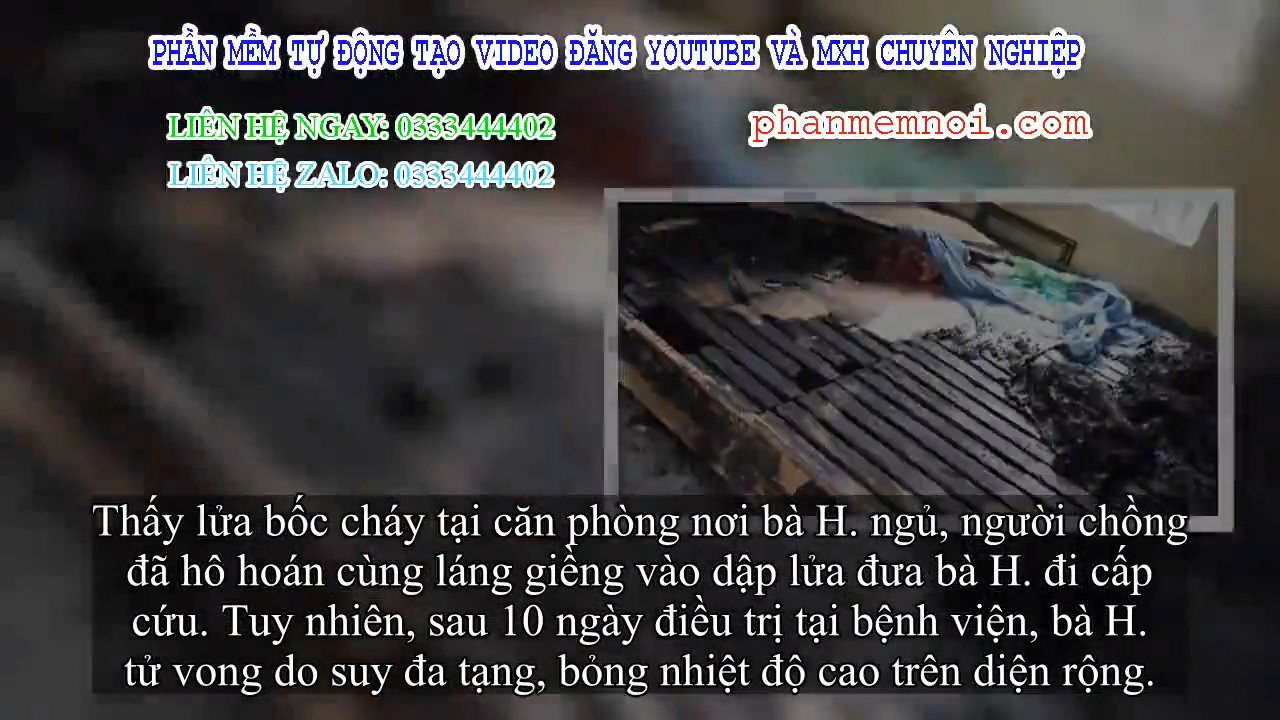 PHẦN MỀM TỰ ĐỘNG TẠO VIDEO ĐĂNG YOUTUBE VÀ MXH CHUYÊN NGHIỆP
LIÊN HỆ NGAY: 0333444402
phanmemnoi.com
LIÊN HỆ ZALO: 0333444402
Thấy lửa bốc cháy tại căn phòng nơi bà H. ngủ, người chồng
đã hô hoán cùng láng giềng vào dập lửa đưa bà H. đi cấp
cứu. Tuy nhiên, sau 10 ngày điều trị tại bệnh viện, bà H.
tử vong do suy đa tạng, bỏng nhiệt độ cao trên diện rộng.